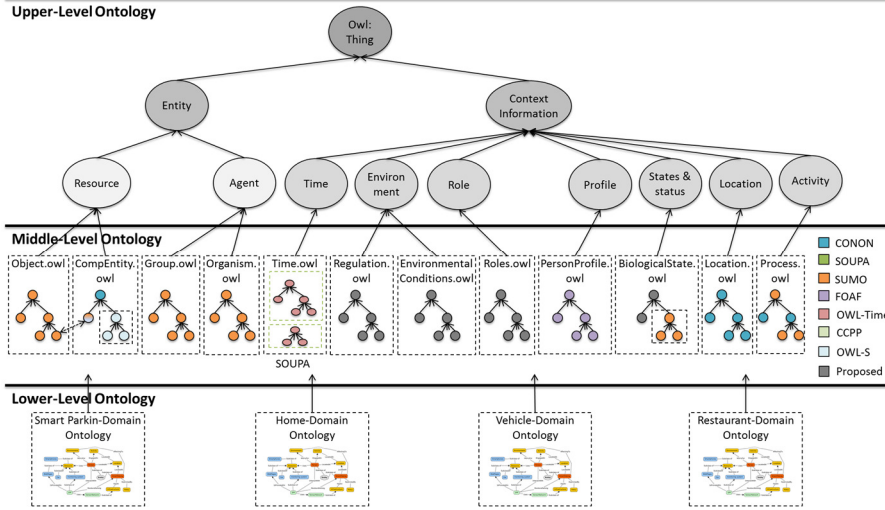 Upper-Level Ontology
Owl:
Thing
Entity
Context
Information
Resource
Agent
Time
Environ
ment
Role
Profile
States &
status
Location
Activity
Middle-Level Ontology
Object.owl
CompEntity.
owl
Group.owl
Organism.
owl
Time.owl
Regulation.
owl
Environmental
Conditions.owl
Roles.owl
PersonProfile.
owl
BiologicalState.
owl
Location.
owl
Process.
owl
SOUPA
CONON
SOUPA
SUMO
FOAF
OWL-Time
CCPP
OWL-S
Proposed
Lower-Level Ontology
Smart Parkin-Domain
Ontology
Home-Domain
Ontology
Vehicle-Domain
Ontology
Restaurant-Domain
Ontology